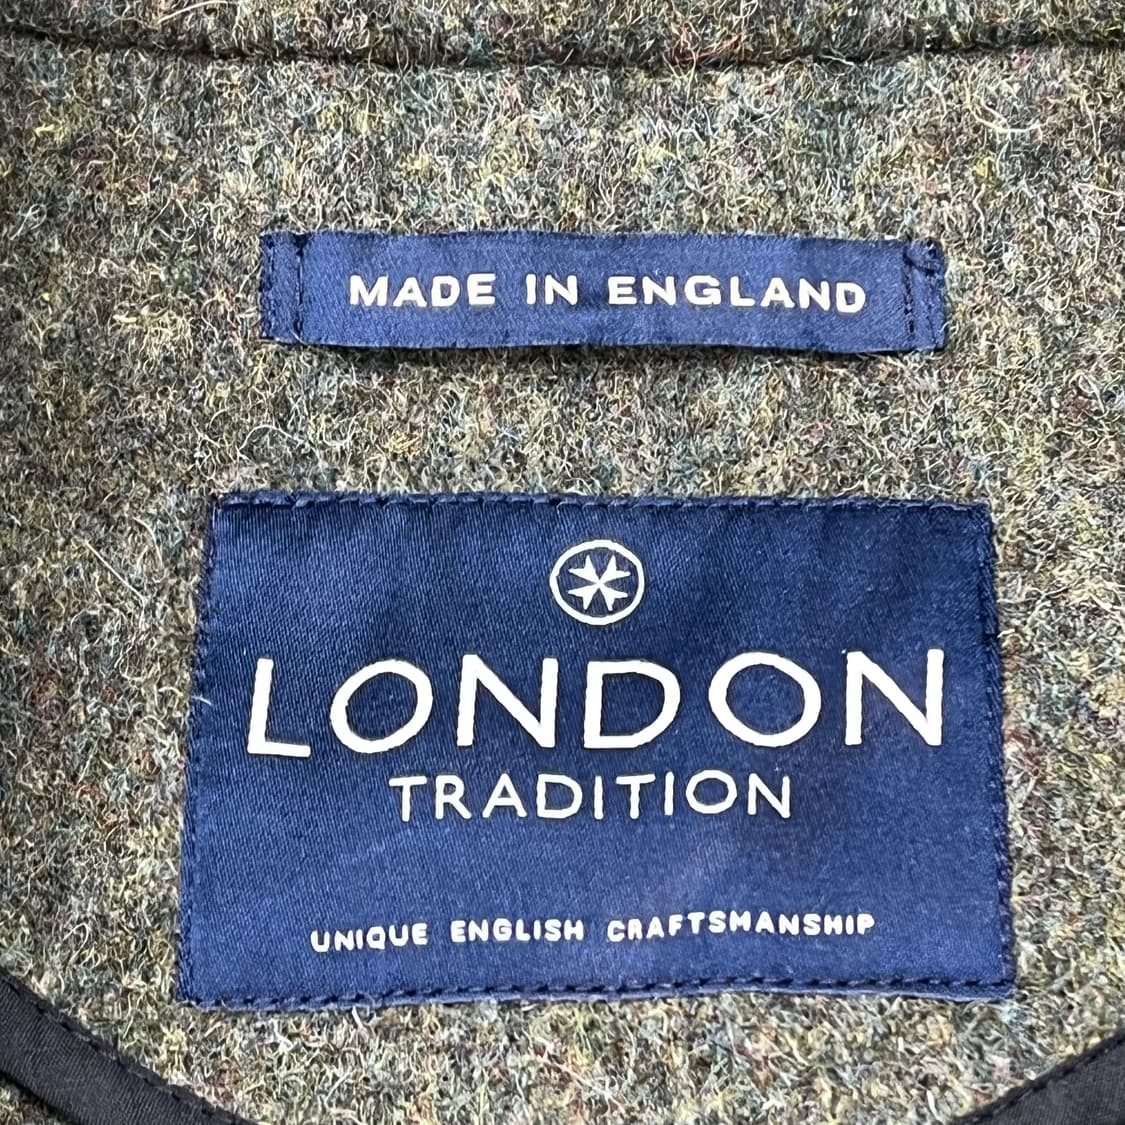 MADE IN ENGLAND
LONDON
TRADITION
UNIQUE ENGLISH CRAFTSMANSHIP